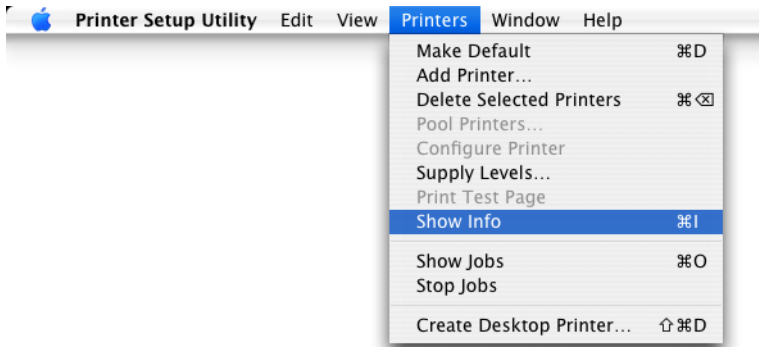 Printer Setup Utility Edit View Printers Window Help
Make Default ⌘D
Add Printer...
Delete Selected Printers ⌘⌫
Pool Printers...
Configure Printer
Supply Levels...
Print Test Page
Show Info ⌘I
Show Jobs ⌘O
Stop Jobs
Create Desktop Printer... ⇧⌘D